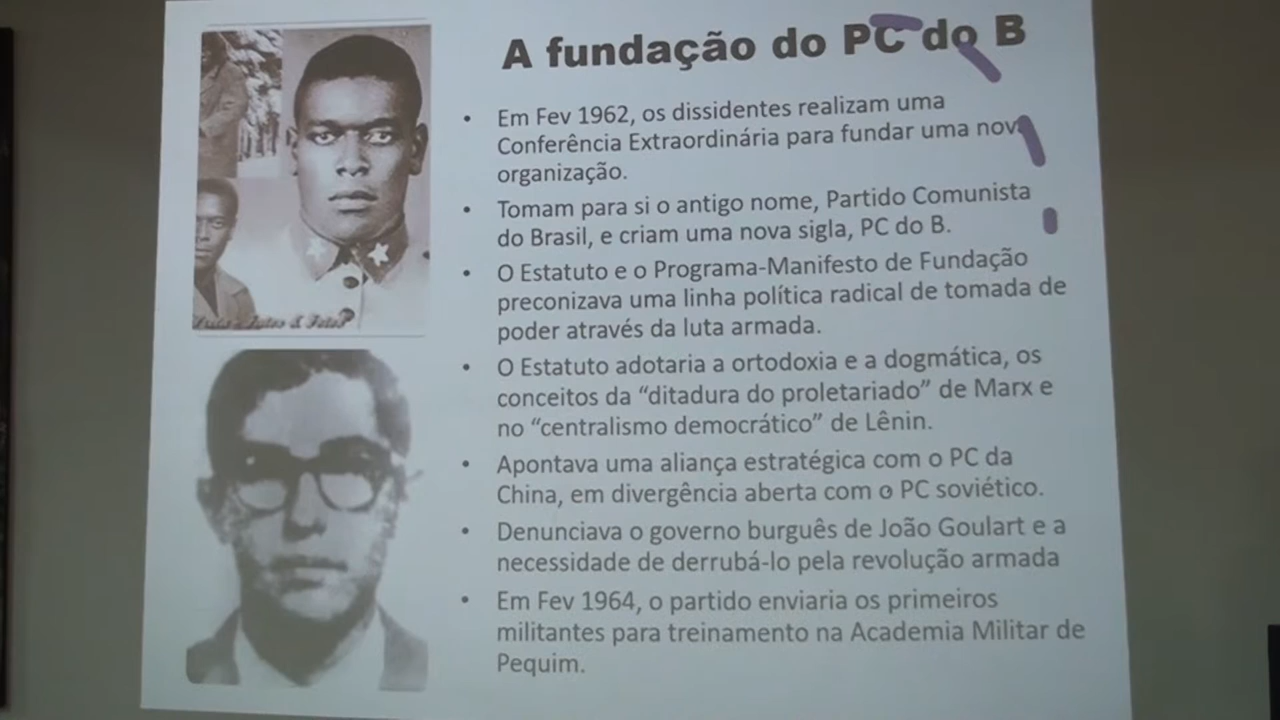 A fundação do PC do B
• Em Fev 1962, os dissidentes realizam uma
Conferência Extraordinária para fundar uma nova
organização.
• Tomam para si o antigo nome, Partido Comunista
do Brasil, e criam uma nova sigla, PC do B.
• O Estatuto e o Programa-Manifesto de Fundação
preconizava uma linha política radical de tomada de
poder através da luta armada.
• O Estatuto adotaria a ortodoxia e a dogmática, os
conceitos da “ditadura do proletariado” de Marx e
no “centralismo democrático” de Lênin.
• Apontava uma aliança estratégica com o PC da
China, em divergência aberta com o PC soviético.
• Denunciava o governo burguês de João Goulart e a
necessidade de derrubá-lo pela revolução armada
• Em Fev 1964, o partido enviaria os primeiros
militantes para treinamento na Academia Militar de
Pequim.